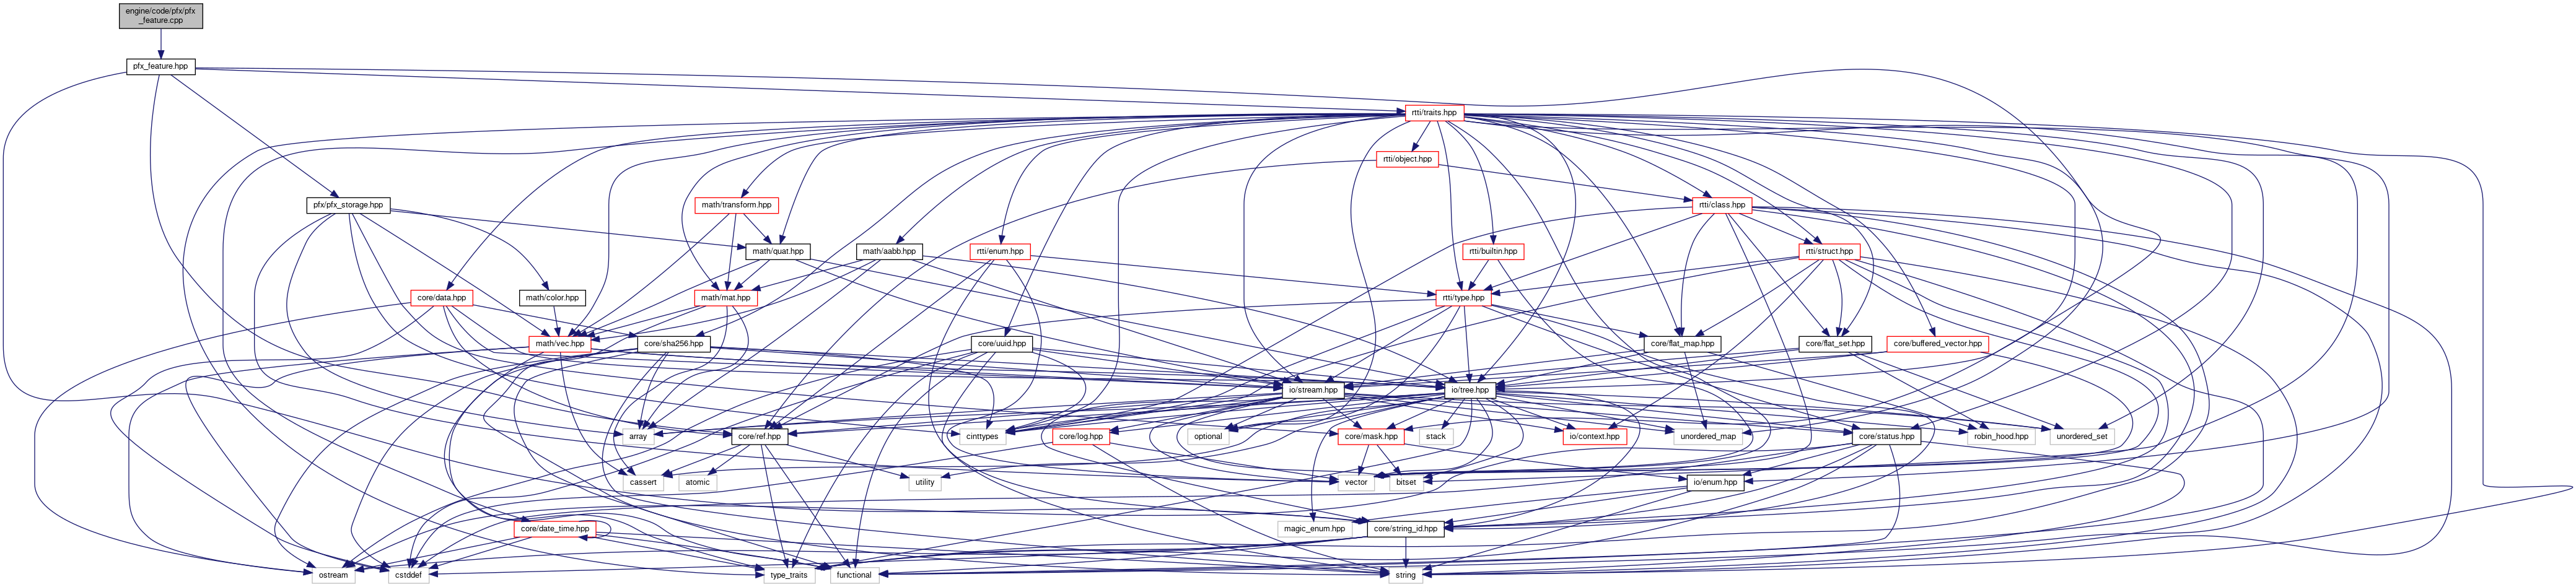 engine/code/pfx/pfx
_feature.cpp
pfx_feature.hpp
rtti/traits.hpp
rtti/object.hpp
pfx/pfx_storage.hpp
math/transform.hpp
rtti/class.hpp
math/quat.hpp
math/aabb.hpp
rtti/enum.hpp
rtti/builtin.hpp
rtti/struct.hpp
core/data.hpp
math/color.hpp
math/mat.hpp
rtti/type.hpp
math/vec.hpp
core/sha256.hpp
core/uuid.hpp
core/flat_map.hpp
core/flat_set.hpp
core/buffered_vector.hpp
io/stream.hpp
io/tree.hpp
array
core/ref.hpp
cinttypes
core/log.hpp
optional
core/mask.hpp
stack
io/context.hpp
unordered_map
core/status.hpp
robin_hood.hpp
unordered_set
cassert
atomic
utility
vector
bitset
io/enum.hpp
core/date_time.hpp
magic_enum.hpp
core/string_id.hpp
ostream
cstddef
type_traits
functional
string